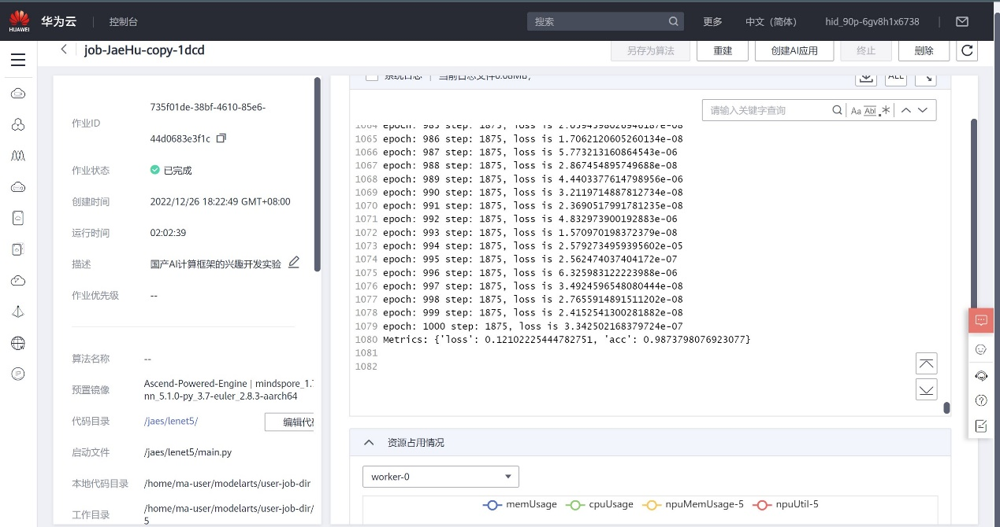 HUAWEI
华为云
控制台
搜索
更多
中文（简体）
hid_90p-6gv8h1x6738
job-JaeHu-copy-1dcd
另存为算法
重建
创建AI应用
终止
删除
作业ID
735f01de-38bf-4610-85e6-
44d0683e3f1c
作业状态
已完成
创建时间
2022/12/26 18:22:49 GMT+08:00
运行时间
02:02:39
描述
国产AI计算框架的兴趣开发实验
作业优先级
--
算法名称
--
预置镜像
Ascend-Powered-Engine | mindspore_1.
nn_5.1.0-py_3.7-euler_2.8.3-aarch64
代码目录
/jaes/lenet5/
编辑代
启动文件
/jaes/lenet5/main.py
本地代码目录
/home/ma-user/modelarts/user-job-dir
工作目录
/home/ma-user/modelarts/user-job-dir/
5
系统日志
当前日志文件0.08MB,
ALL
请输入关键字查询
Aa
Abl
.*
1064 epoch: 985 step: 1875, loss is 2.0594598026946187e-08
1065 epoch: 986 step: 1875, loss is 1.7062120605260134e-08
1066 epoch: 987 step: 1875, loss is 5.773213160864543e-06
1067 epoch: 988 step: 1875, loss is 2.867454895749688e-08
1068 epoch: 989 step: 1875, loss is 4.4403377614798956e-06
1069 epoch: 990 step: 1875, loss is 3.2119714887812734e-08
1070 epoch: 991 step: 1875, loss is 2.3690517991781235e-08
1071 epoch: 992 step: 1875, loss is 4.832973900192883e-06
1072 epoch: 993 step: 1875, loss is 1.570970198372379e-08
1073 epoch: 994 step: 1875, loss is 2.5792734959395602e-05
1074 epoch: 995 step: 1875, loss is 2.562474037404172e-07
1075 epoch: 996 step: 1875, loss is 6.325983122223988e-06
1076 epoch: 997 step: 1875, loss is 3.4924596548080444e-08
1077 epoch: 998 step: 1875, loss is 2.7655914891511202e-08
1078 epoch: 999 step: 1875, loss is 2.4152541300281882e-08
1079 epoch: 1000 step: 1875, loss is 3.342502168379724e-07
1080 Metrics: {'loss': 0.12102225444782751, 'acc': 0.9873798076923077}
1081
1082
资源占用情况
worker-0
memUsage
cpuUsage
npuMemUsage-5
npuUtil-5